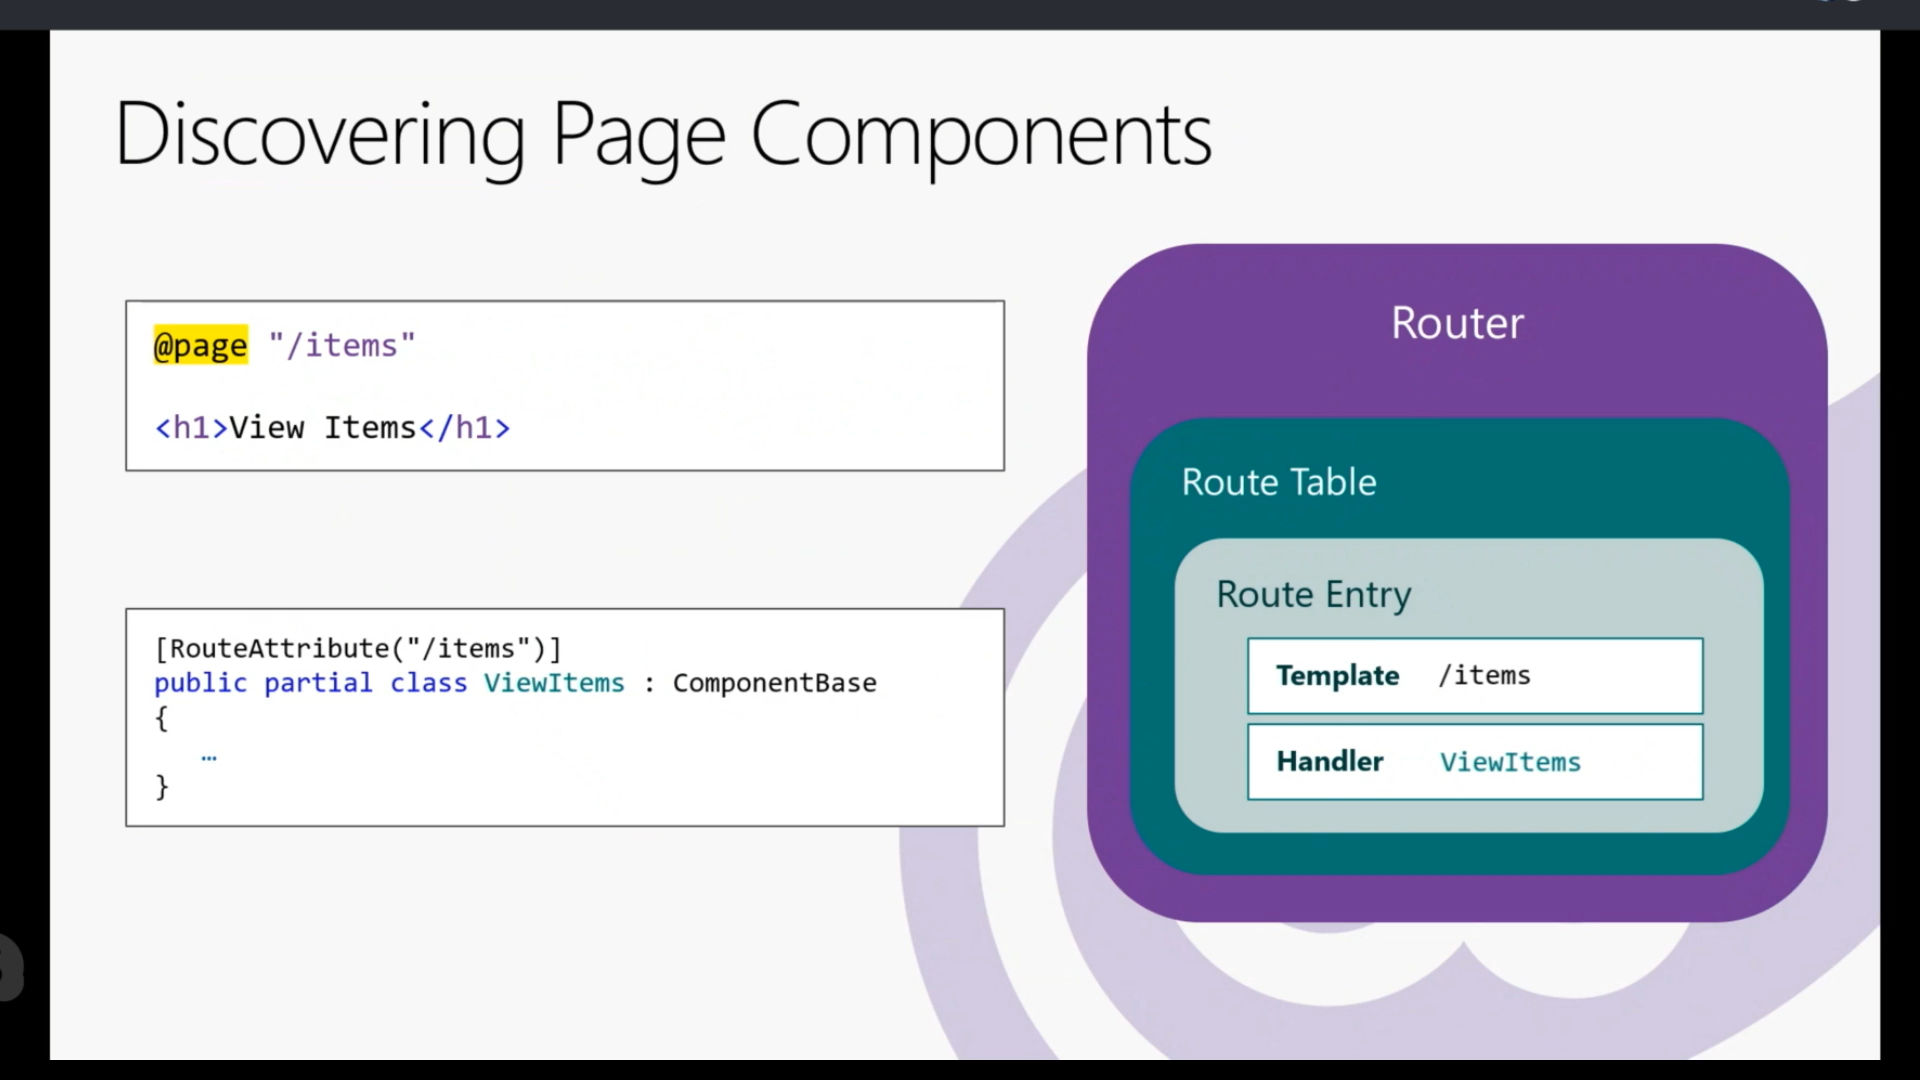 Discovering Page Components
@page "/items"
<h1>View Items</h1>
[RouteAttribute("/items")]
public partial class ViewItems : ComponentBase
{
…
}
Router
Route Table
Route Entry
Template /items
Handler ViewItems